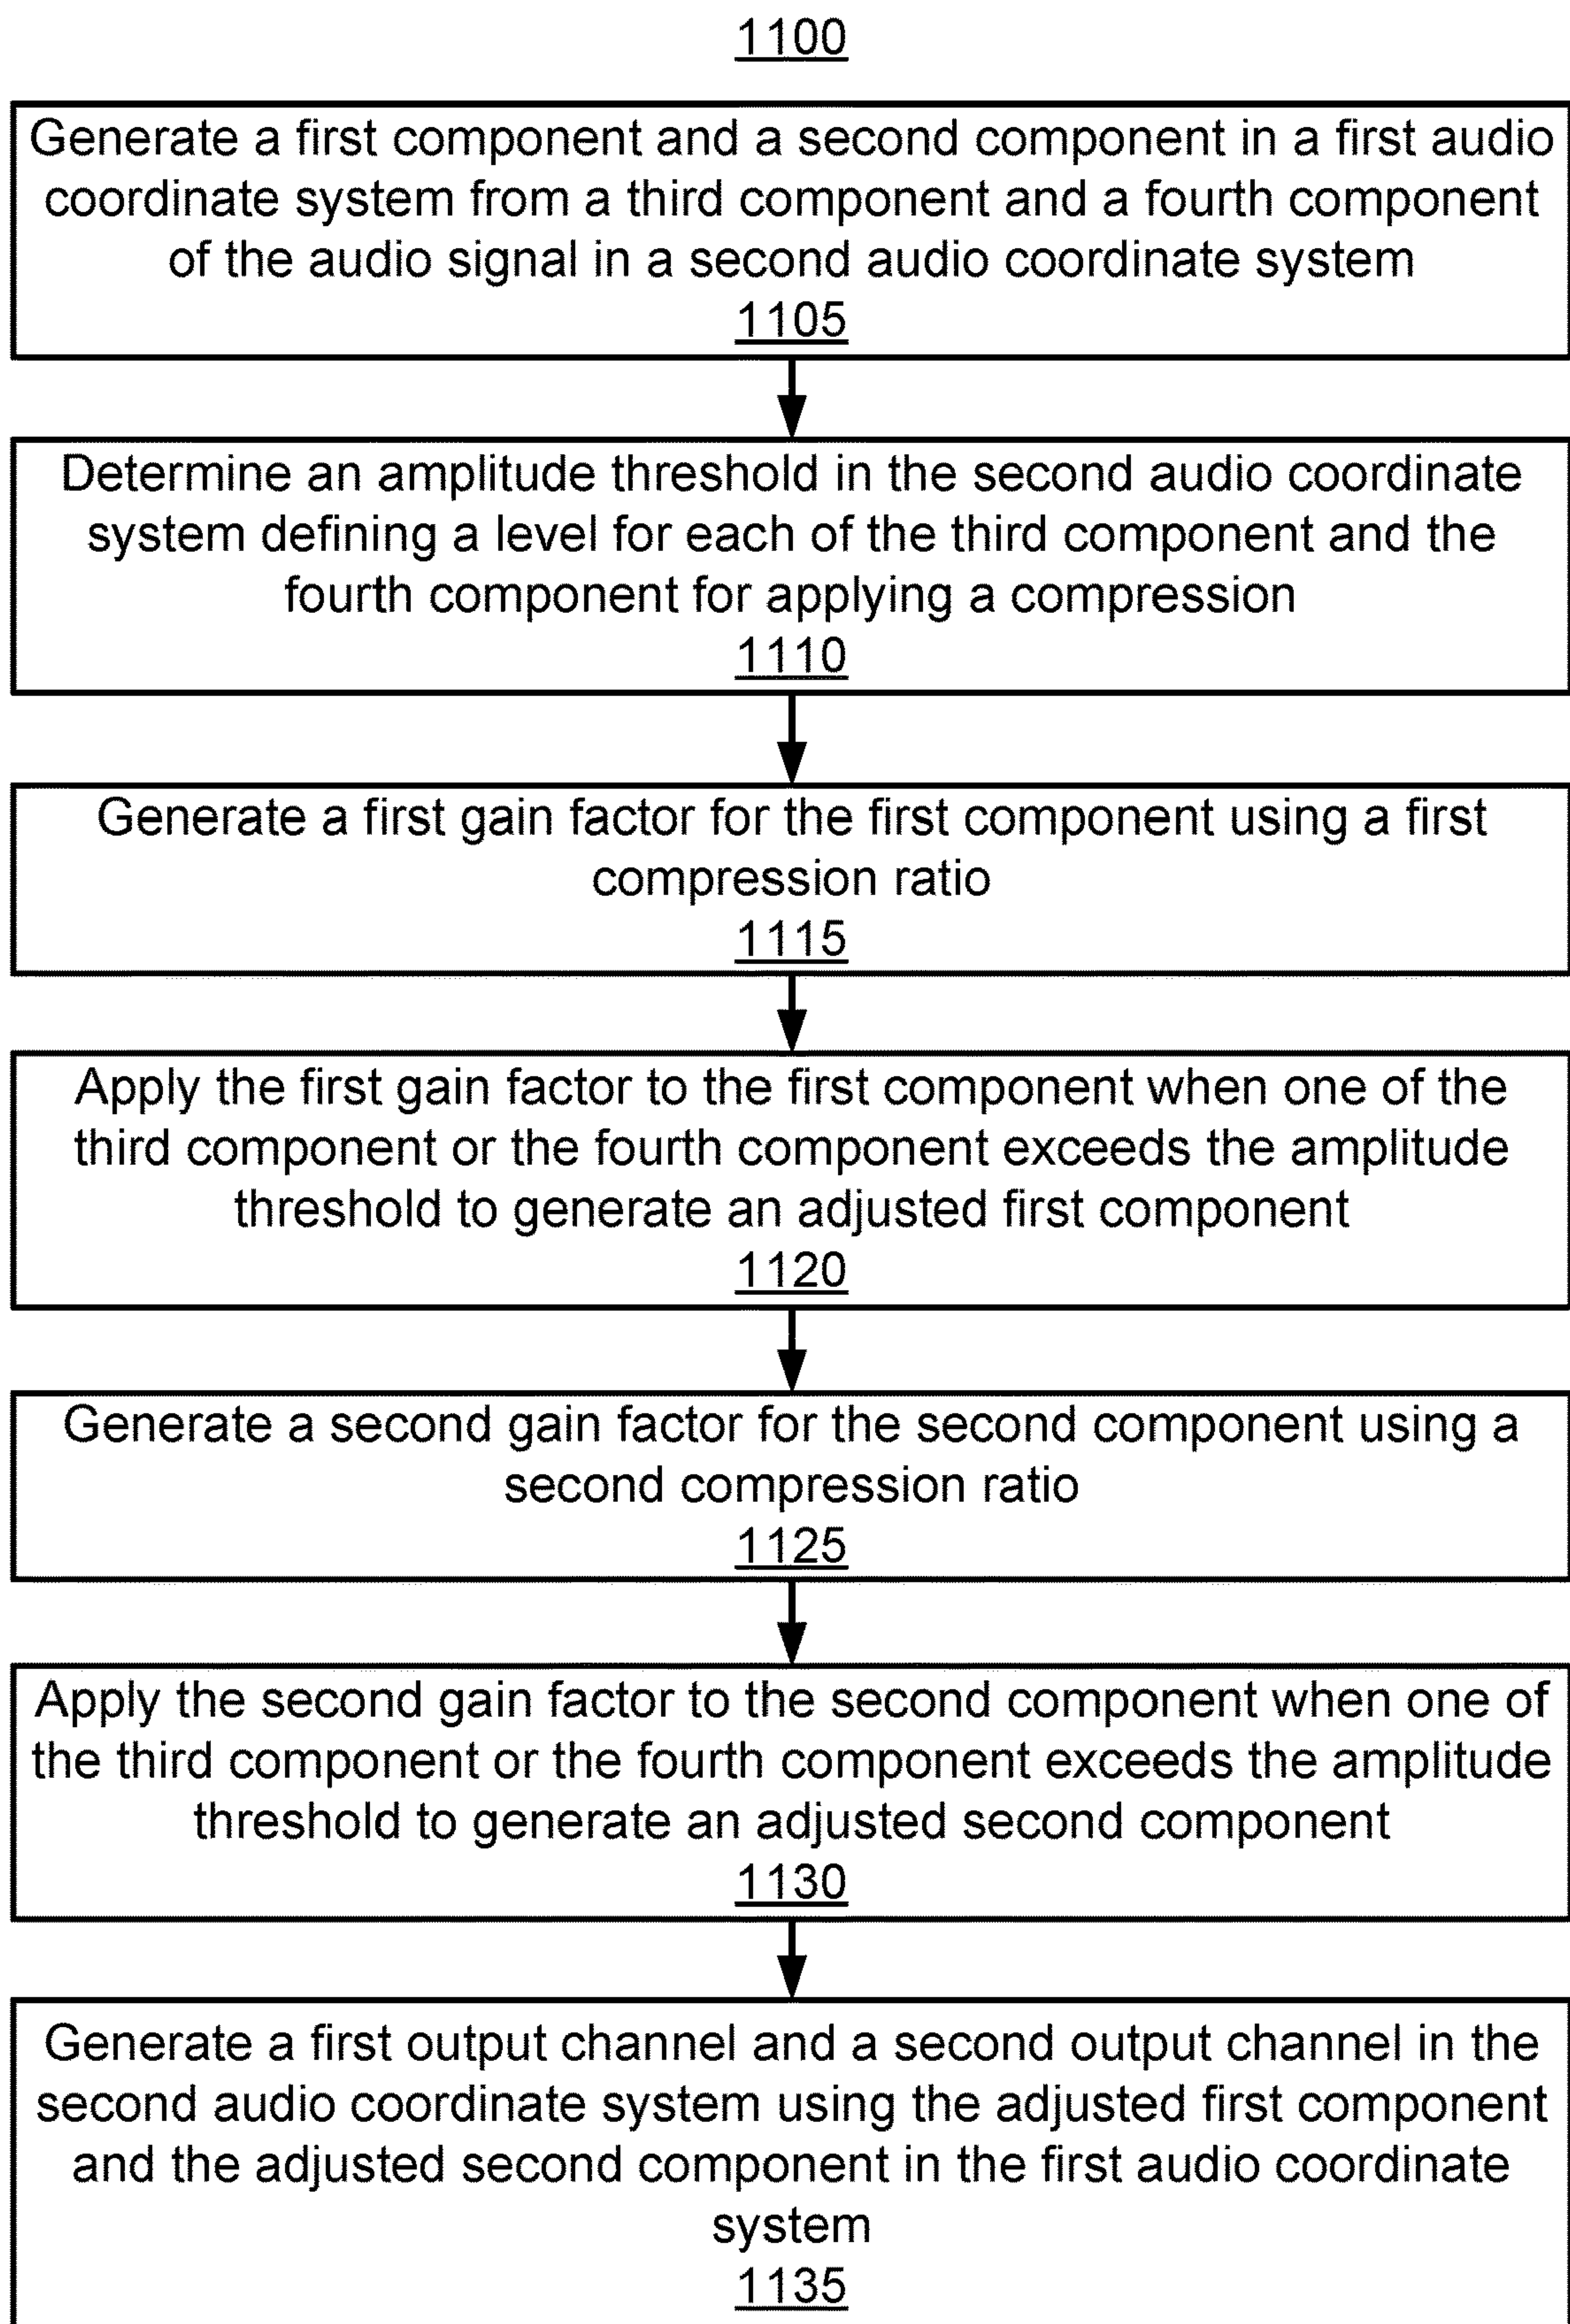 1100
Generate a first component and a second component in a first audio
coordinate system from a third component and a fourth component
of the audio signal in a second audio coordinate system
1105
Determine an amplitude threshold in the second audio coordinate
system defining a level for each of the third component and the
fourth component for applying a compression
1110
Generate a first gain factor for the first component using a first
compression ratio
1115
Apply the first gain factor to the first component when one of the
third component or the fourth component exceeds the amplitude
threshold to generate an adjusted first component
1120
Generate a second gain factor for the second component using a
second compression ratio
1125
Apply the second gain factor to the second component when one of
the third component or the fourth component exceeds the amplitude
threshold to generate an adjusted second component
1130
Generate a first output channel and a second output channel in the
second audio coordinate system using the adjusted first component
and the adjusted second component in the first audio coordinate
system
1135